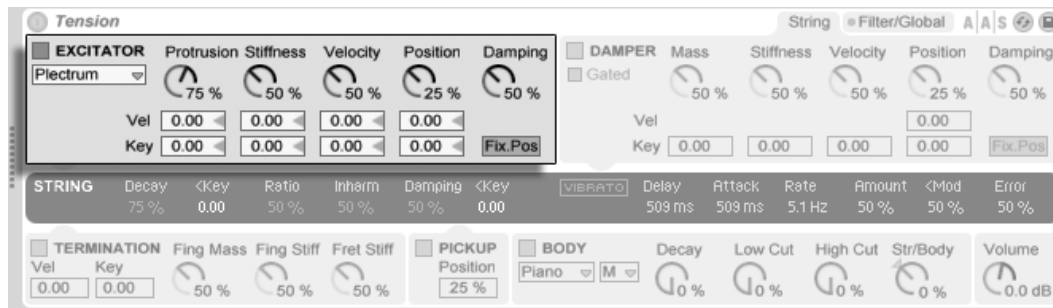 Tension String Filter/Global A A S
EXCITATOR Protrusion Stiffness Velocity Position Damping
Plectrum 75 % 50 % 50 % 25 % 50 %
Vel 0.00 0.00 0.00 0.00
Key 0.00 0.00 0.00 0.00 Fix.Pos
DAMPER Mass Stiffness Velocity Position Damping
Gated 50 % 50 % 50 % 25 % 50 %
Vel 0.00
Key 0.00 0.00 0.00 0.00 Fix.Pos
STRING Decay <Key Ratio Inharm Damping <Key VIBRATO Delay Attack Rate Amount <Mod Error
75 % 0.00 50 % 50 % 50 % 0.00 509 ms 509 ms 5.1 Hz 50 % 50 % 50 %
TERMINATION Fing Mass Fing Stiff Fret Stiff
Vel Key
0.00 0.00 50 % 50 % 50 %
PICKUP
Position
25 %
BODY Decay Low Cut High Cut Str/Body
Piano M 0 % 0 % 0 % 0 %
Volume
0.0 dB